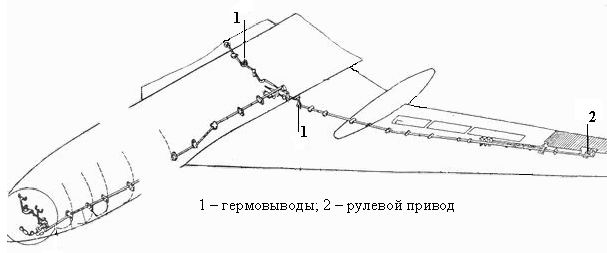 1
1
2
1 – гермовыводы; 2 – рулевой привод